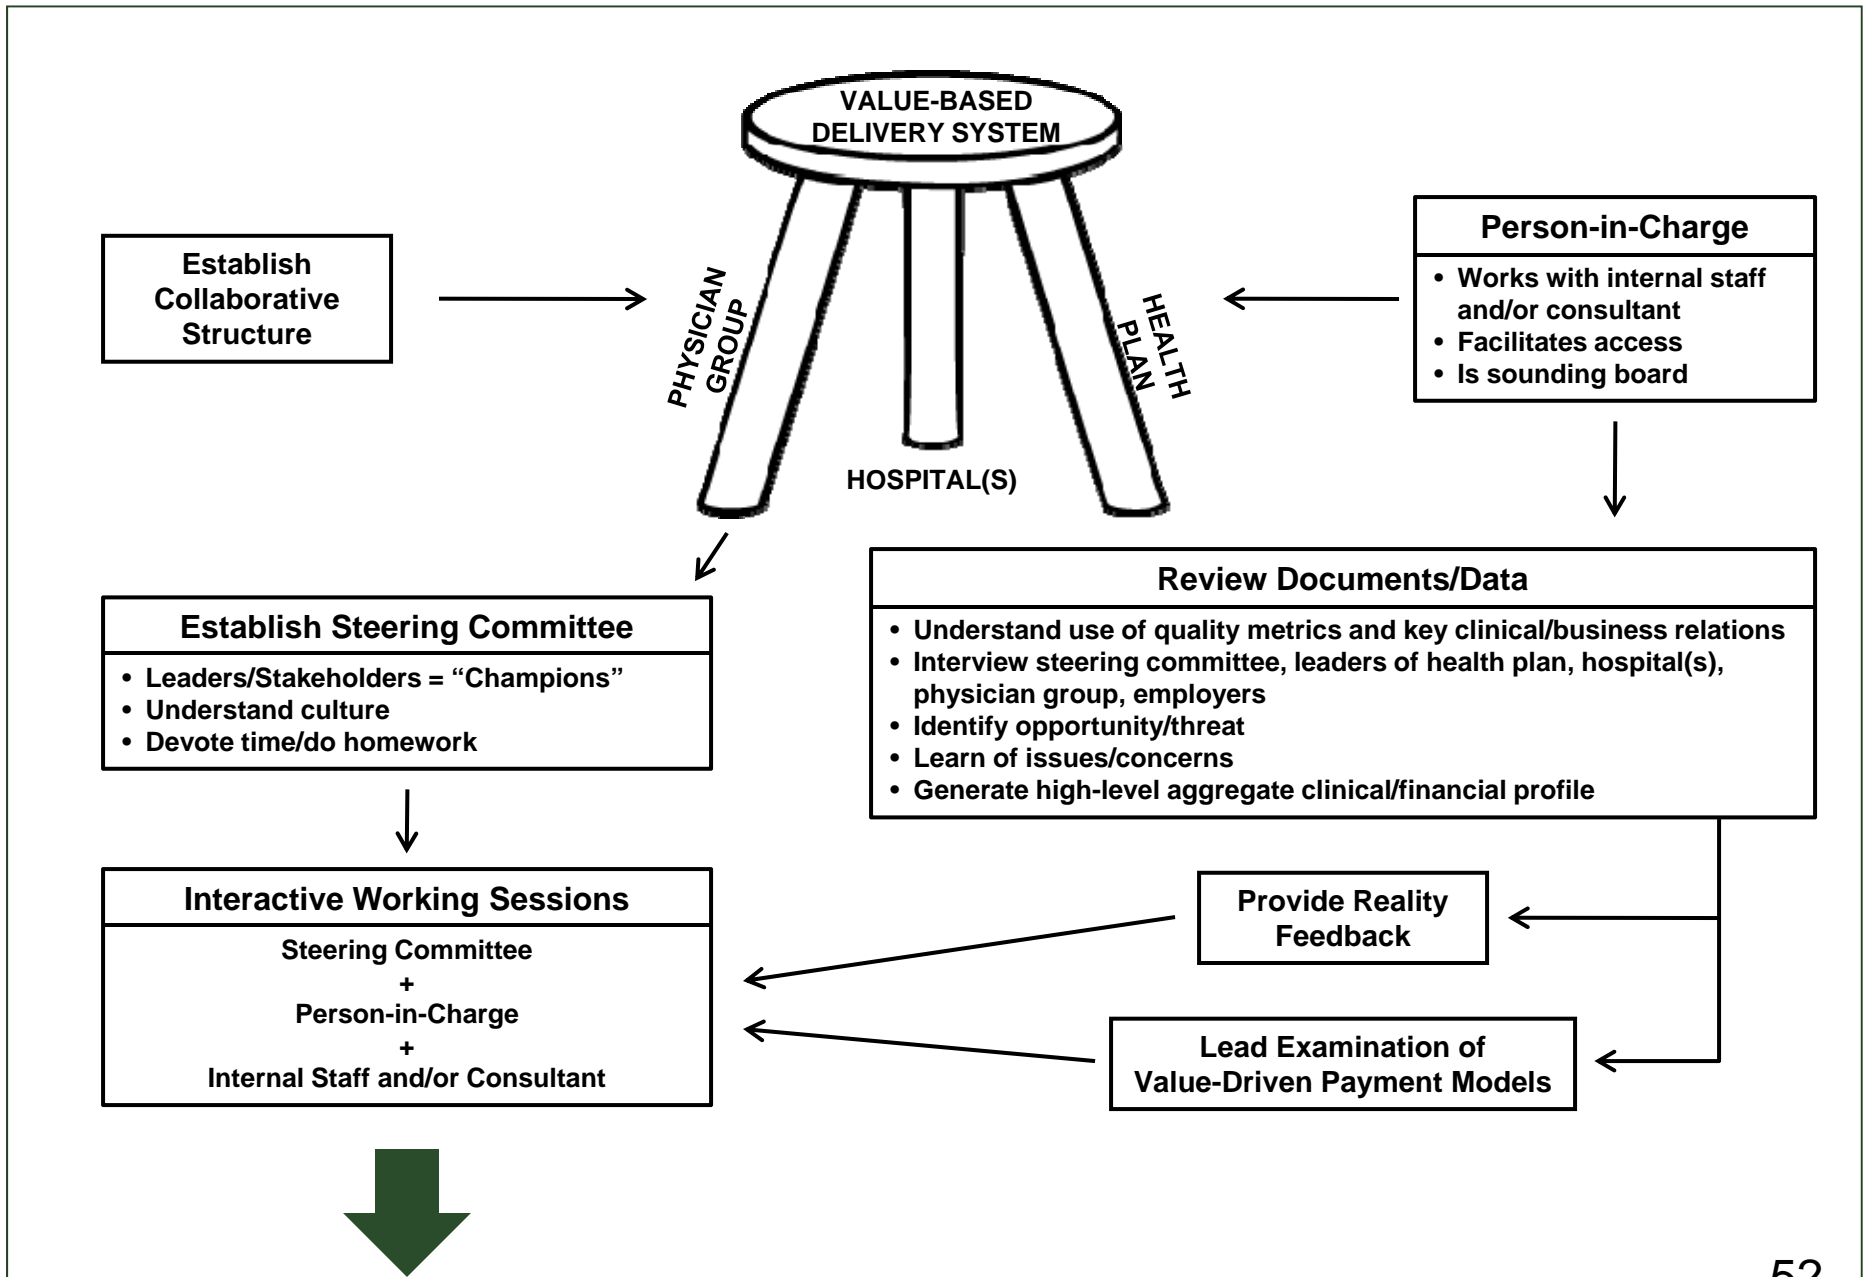 VALUE-BASED
DELIVERY SYSTEM
Establish
Collaborative
Structure
PHYSICIAN
GROUP
HOSPITAL(S)
HEALTH
PLAN
Person-in-Charge
• Works with internal staff
and/or consultant
• Facilitates access
• Is sounding board
Establish Steering Committee
• Leaders/Stakeholders = “Champions”
• Understand culture
• Devote time/do homework
Review Documents/Data
• Understand use of quality metrics and key clinical/business relations
• Interview steering committee, leaders of health plan, hospital(s),
physician group, employers
• Identify opportunity/threat
• Learn of issues/concerns
• Generate high-level aggregate clinical/financial profile
Interactive Working Sessions
Steering Committee
+
Person-in-Charge
+
Internal Staff and/or Consultant
Provide Reality
Feedback
Lead Examination of
Value-Driven Payment Models
52